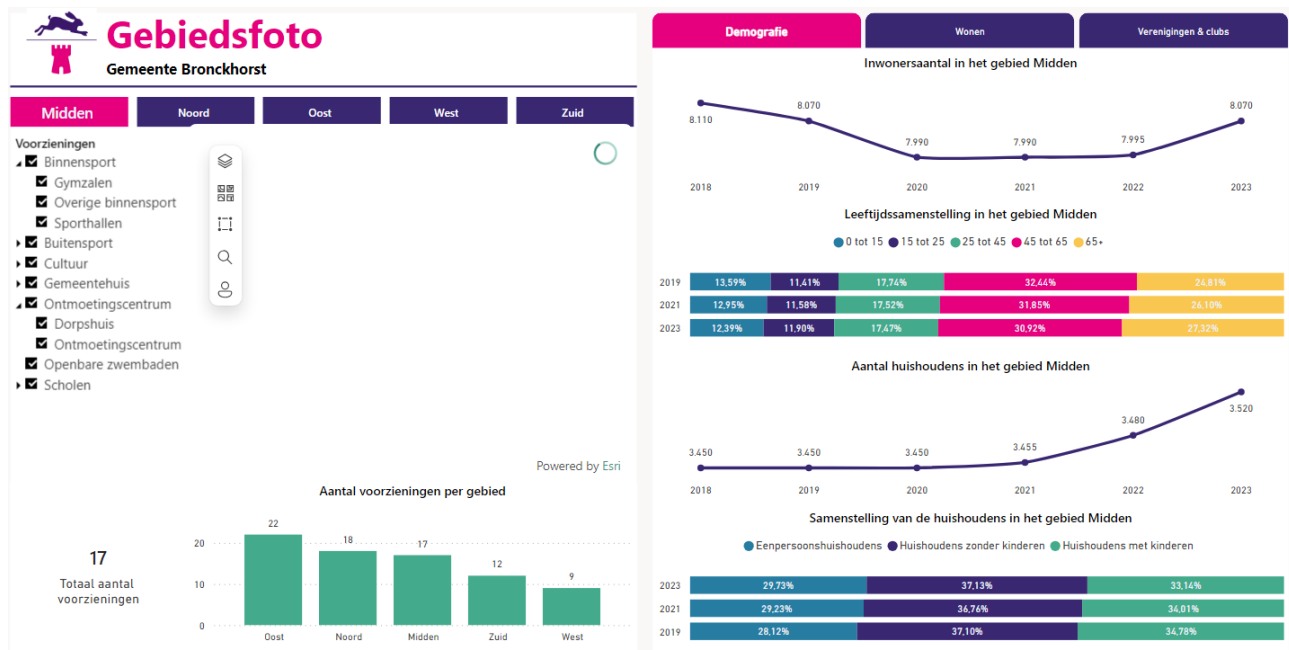 Gebiedsfoto
Gemeente Bronckhorst
Midden Noord Oost West Zuid
Voorzieningen
Binnensport
Gymzalen
Overige binnensport
Sporthallen
Buitensport
Cultuur
Gemeentehuis
Ontmoetingscentrum
Dorpshuis
Ontmoetingscentrum
Openbare zwembaden
Scholen
Powered by Esri
17
Totaal aantal
voorzieningen
Aantal voorzieningen per gebied
22
18
17
12
9
20
10
0
Oost Noord Midden Zuid West
Demografie Wonen Verenigingen & clubs
Inwonersaantal in het gebied Midden
8.110 8.070 7.990 7.990 7.995 8.070
2018 2019 2020 2021 2022 2023
Leeftijdssamenstelling in het gebied Midden
0 tot 15 15 tot 25 25 tot 45 45 tot 65 65+
2019 13,59% 11,41% 17,74% 32,44% 24,81%
2021 12,95% 11,58% 17,52% 31,85% 26,10%
2023 12,39% 11,90% 17,47% 30,92% 27,32%
Aantal huishoudens in het gebied Midden
3.450 3.450 3.450 3.455 3.480 3.520
2018 2019 2020 2021 2022 2023
Samenstelling van de huishoudens in het gebied Midden
Eenpersoonshuishoudens Huishoudens zonder kinderen Huishoudens met kinderen
2023 29,73% 37,13% 33,14%
2021 29,23% 36,76% 34,01%
2019 28,12% 37,10% 34,78%